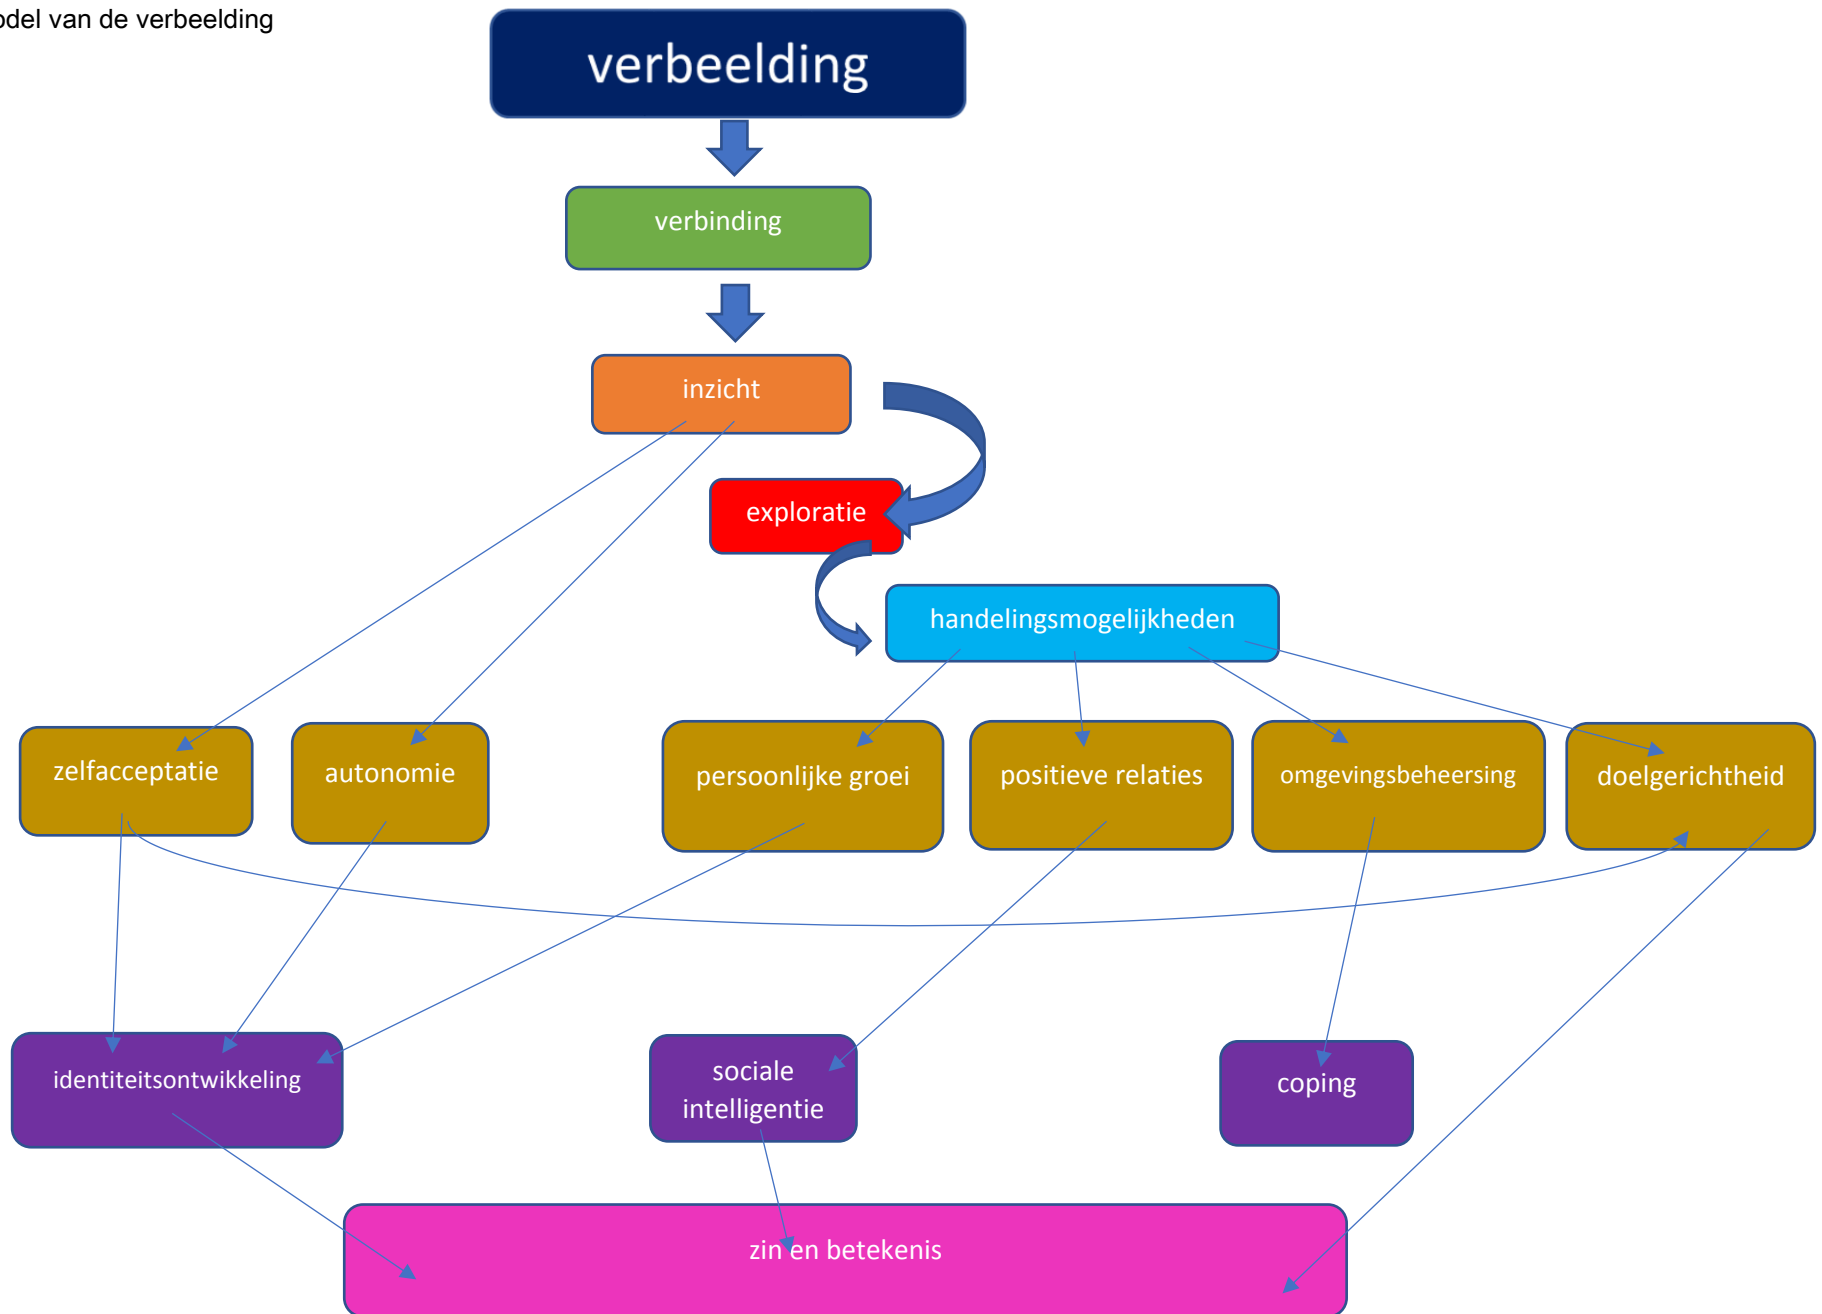 odel van de verbeelding
verbeelding
verbinding
inzicht
exploratie
handelingsmogelijkheden
zelfacceptatie
autonomie
persoonlijke groei
positieve relaties
omgevingsbeheersing
doelgerichtheid
identiteitsontwikkeling
sociale
intelligentie
coping
zin en betekenis